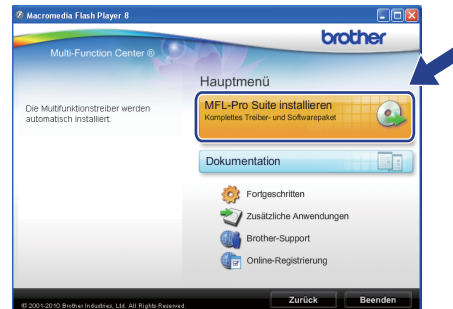 Macromedia Flash Player 8
brother
Multi-Function Center ®
Hauptmenü
Die Multifunktionstreiber werden
automatisch installiert.
MFL-Pro Suite installieren
Komplettes Treiber- und Softwarepaket
Dokumentation
Fortgeschritten
Zusätzliche Anwendungen
Brother-Support
Online-Registrierung
© 2001-2010 Brother Industries, Ltd. All Rights Reserved.
Zurück
Beenden